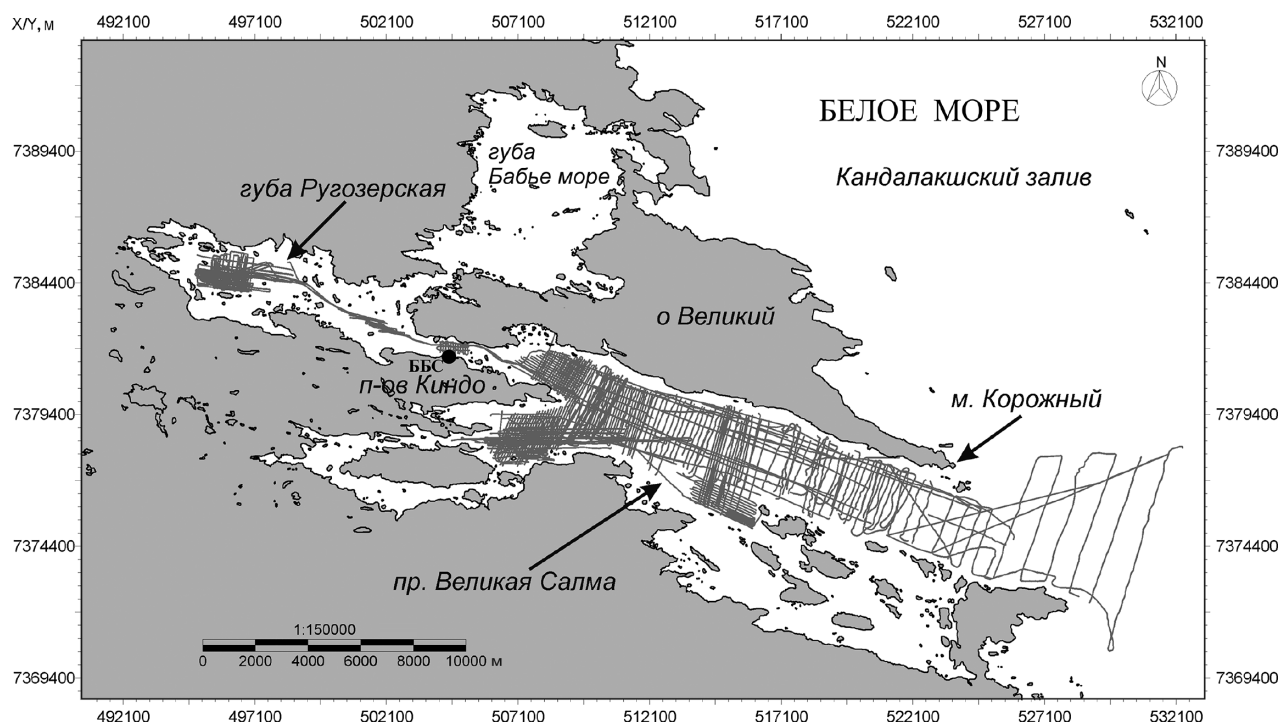 X/Y, м
492100 497100 502100 507100 512100 517100 522100 527100 532100
N
БЕЛОЕ МОРЕ
7389400 7389400
губа
Бабье море
Кандалакшский залив
губа Ругозерская
7384400 7384400
о Великий
ББС
п-ов Киндо
м. Корожный
7379400 7379400
7374400 7374400
пр. Великая Салма
1:150000
0 2000 4000 6000 8000 10000 м
7369400 7369400
492100 497100 502100 507100 512100 517100 522100 527100 532100